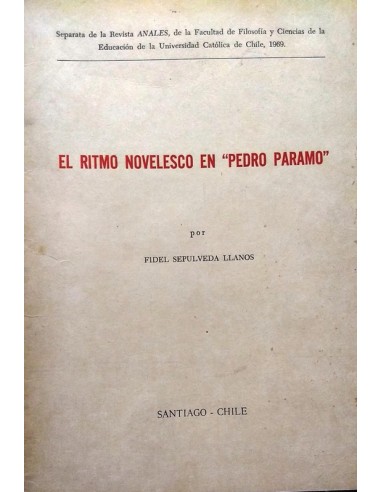 Separata de la Revista ANALES, de la Facultad de Filosofía y Ciencias de la
Educación de la Universidad Católica de Chile, 1969.
EL RITMO NOVELESCO EN "PEDRO PARAMO"
por
FIDEL SEPULVEDA LLANOS
SANTIAGO - CHILE